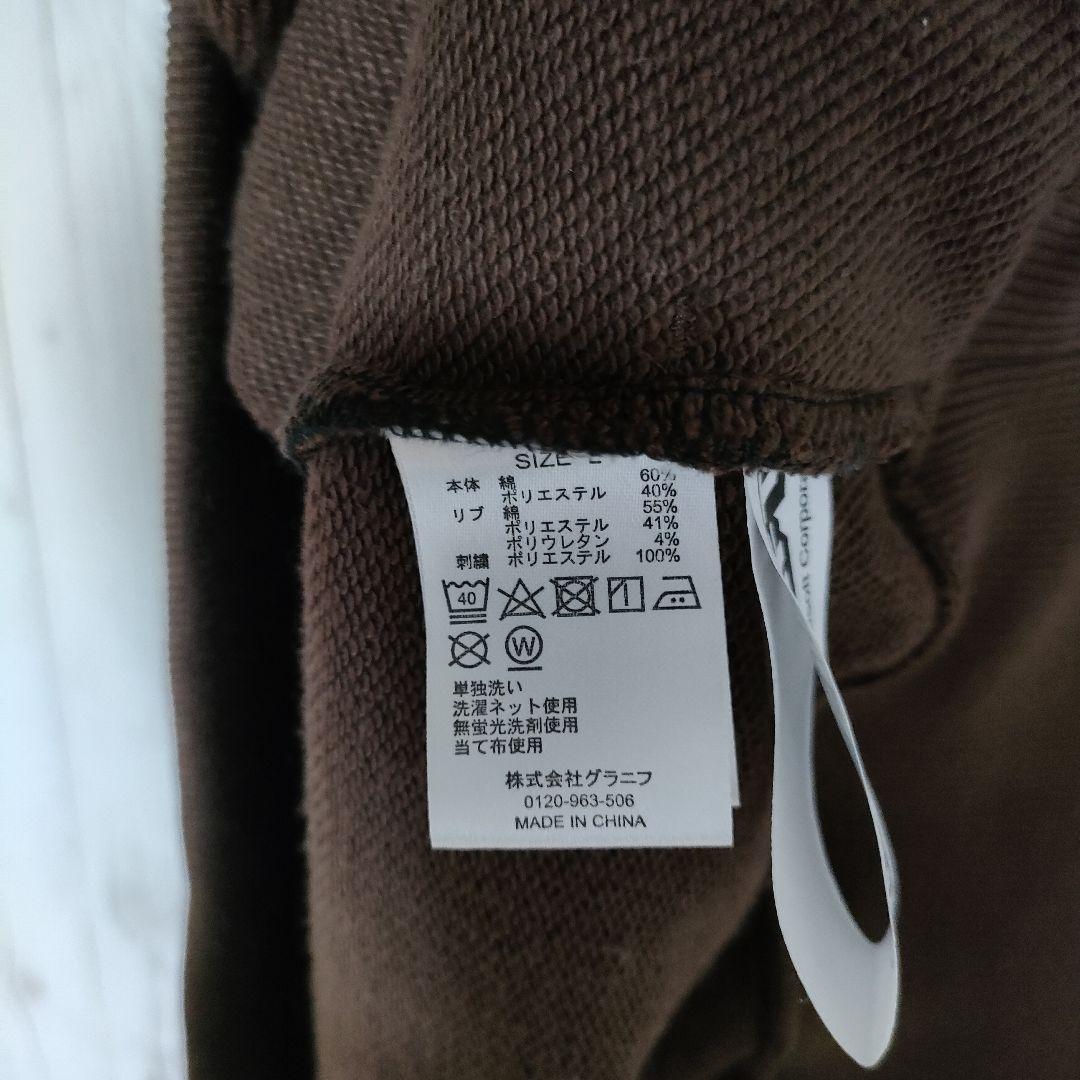 SIZE L
本体 綿 60%
ポリエステル 40%
リブ 綿 55%
ポリエステル 41%
ポリウレタン 4%
刺繍 ポリエステル 100%
40
W
単独洗い
洗濯ネット使用
無蛍光洗剤使用
当て布使用
株式会社グラニフ
0120-963-506
MADE IN CHINA